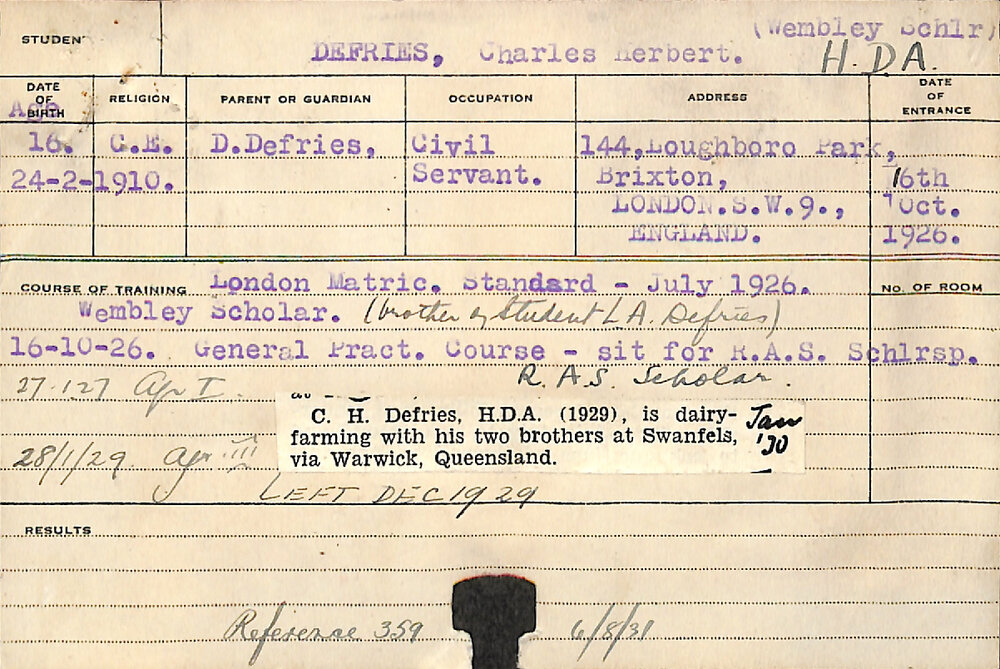 (Wembley Schlr)
STUDENT DEFRIES, Charles Herbert. H.D.A.
DATE OF BIRTH RELIGION PARENT OR GUARDIAN OCCUPATION ADDRESS DATE OF ENTRANCE
Age
16. C.E. D.Defries, Civil 144, Loughboro Park,
24-2-1910. Servant. Brixton, 16th
LONDON.S.W.9., Oct.
ENGLAND. 1926.
COURSE OF TRAINING London Matric. Standard - July 1926. No. OF ROOM
Wembley Scholar. (brother of Student L A. Defries)
16-10-26. General Pract. Course - sit for R.A.S. Schlrsp.
27.1.27 Apr I. R.A.S. Scholar.
C. H. Defries, H.D.A. (1929), is dairy-
farming with his two brothers at Swanfels,
via Warwick, Queensland.
Jan '30
28/1/29. Apr. III
LEFT DEC 1929
RESULTS
Reference 359 6/8/31